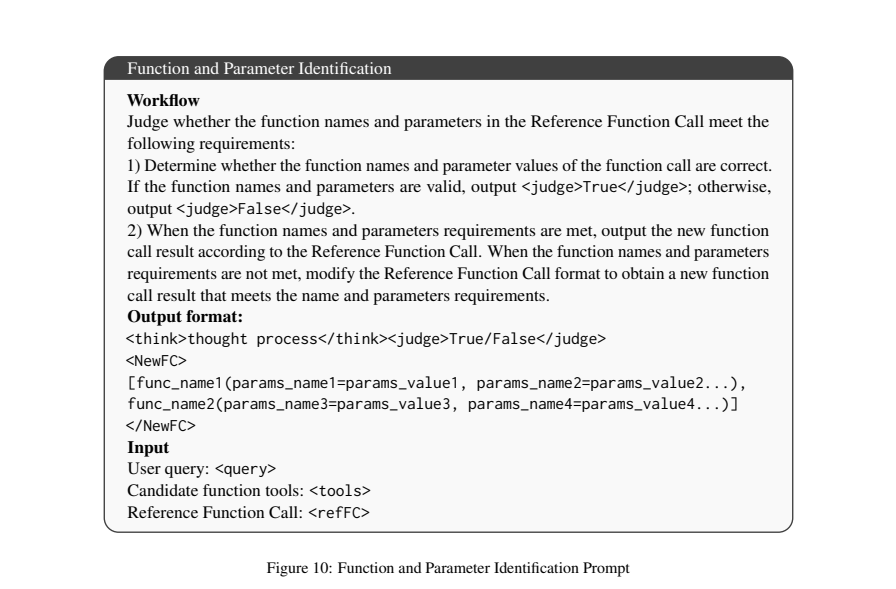 Function and Parameter Identification
Workflow
Judge whether the function names and parameters in the Reference Function Call meet the
following requirements:
1) Determine whether the function names and parameter values of the function call are correct.
If the function names and parameters are valid, output <judge>True</judge>; otherwise,
output <judge>False</judge>.
2) When the function names and parameters requirements are met, output the new function
call result according to the Reference Function Call. When the function names and parameters
requirements are not met, modify the Reference Function Call format to obtain a new function
call result that meets the name and parameters requirements.
Output format:
<think>thought process</think><judge>True/False</judge>
<NewFC>
[func_name1(params_name1=params_value1, params_name2=params_value2...),
func_name2(params_name3=params_value3, params_name4=params_value4...)]
</NewFC>
Input
User query: <query>
Candidate function tools: <tools>
Reference Function Call: <refFC>
Figure 10: Function and Parameter Identification Prompt